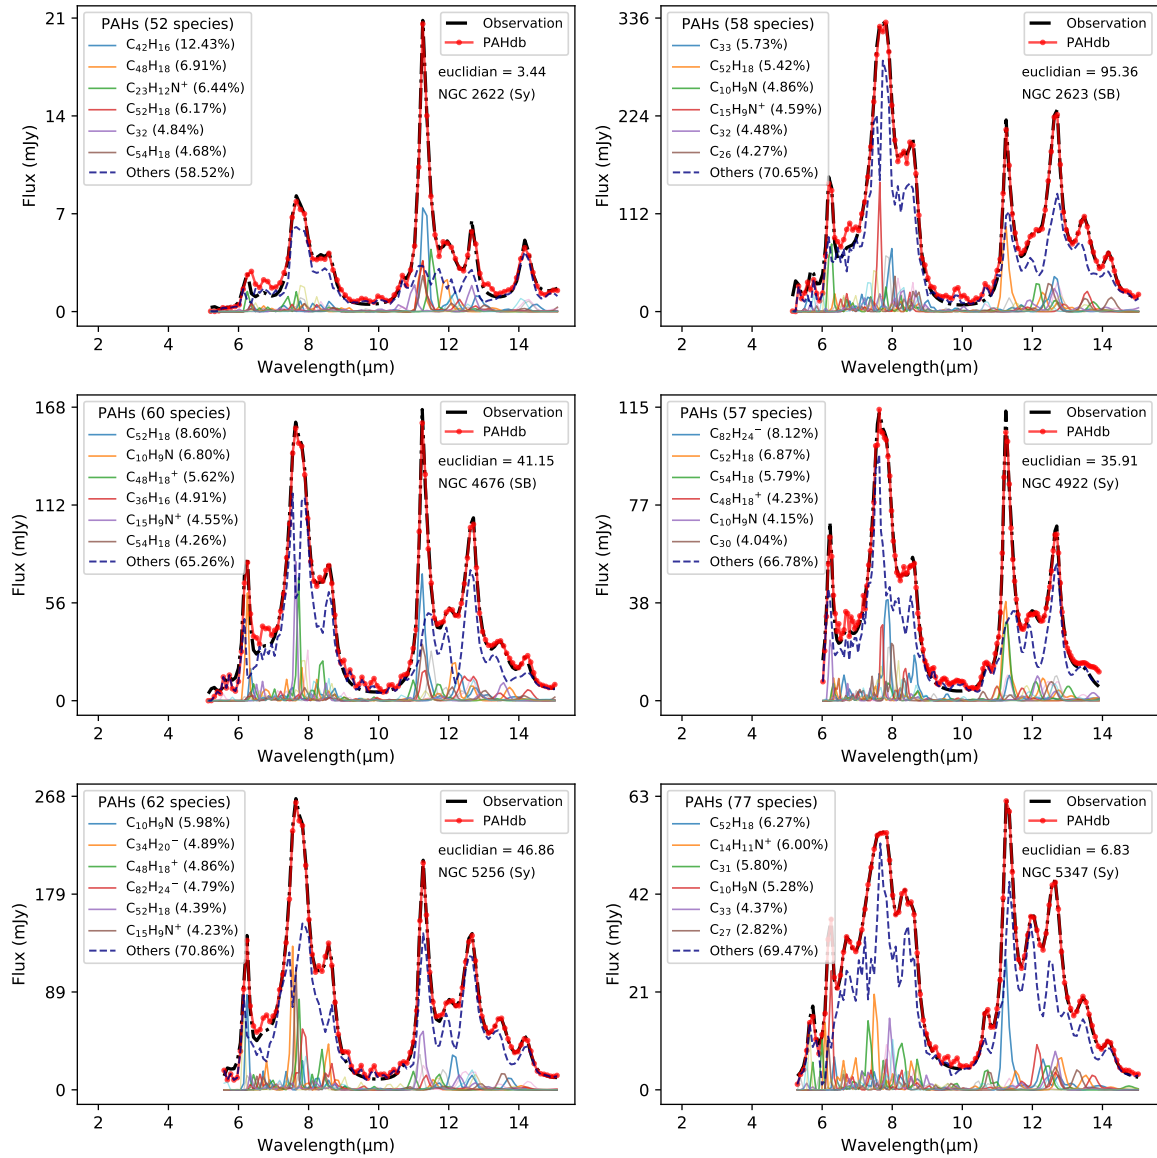 PAHs (52 species)
C₄₂H₁₆ (12.43%)
C₄₈H₁₈ (6.91%)
C₂₃H₁₂N⁺ (6.44%)
C₅₂H₁₈ (6.17%)
C₃₂ (4.84%)
C₅₄H₁₈ (4.68%)
Others (58.52%)
Observation
PAHdb
euclidian = 3.44
NGC 2622 (Sy)
Flux (mJy)
21
14
7
0
2 4 6 8 10 12 14
Wavelength(μm)
PAHs (58 species)
C₃₃ (5.73%)
C₅₂H₁₈ (5.42%)
C₁₀H₉N (4.86%)
C₁₅H₉N⁺ (4.59%)
C₃₂ (4.48%)
C₂₆ (4.27%)
Others (70.65%)
Observation
PAHdb
euclidian = 95.36
NGC 2623 (SB)
Flux (mJy)
336
224
112
0
2 4 6 8 10 12 14
Wavelength(μm)
PAHs (60 species)
C₅₂H₁₈ (8.60%)
C₁₀H₉N (6.80%)
C₄₈H₁₈⁺ (5.62%)
C₃₆H₁₆ (4.91%)
C₁₅H₉N⁺ (4.55%)
C₅₄H₁₈ (4.26%)
Others (65.26%)
Observation
PAHdb
euclidian = 41.15
NGC 4676 (SB)
Flux (mJy)
168
112
56
0
2 4 6 8 10 12 14
Wavelength(μm)
PAHs (57 species)
C₈₂H₂₄⁻ (8.12%)
C₅₂H₁₈ (6.87%)
C₅₄H₁₈ (5.79%)
C₄₈H₁₈⁺ (4.23%)
C₁₀H₉N (4.15%)
C₃₀ (4.04%)
Others (66.78%)
Observation
PAHdb
euclidian = 35.91
NGC 4922 (Sy)
Flux (mJy)
115
77
38
0
2 4 6 8 10 12 14
Wavelength(μm)
PAHs (62 species)
C₁₀H₉N (5.98%)
C₃₄H₂₀⁻ (4.89%)
C₄₈H₁₈⁺ (4.86%)
C₈₂H₂₄⁻ (4.79%)
C₅₂H₁₈ (4.39%)
C₁₅H₉N⁺ (4.23%)
Others (70.86%)
Observation
PAHdb
euclidian = 46.86
NGC 5256 (Sy)
Flux (mJy)
268
179
89
0
2 4 6 8 10 12 14
Wavelength(μm)
PAHs (77 species)
C₅₂H₁₈ (6.27%)
C₁₄H₁₁N⁺ (6.00%)
C₃₁ (5.80%)
C₁₀H₉N (5.28%)
C₃₃ (4.37%)
C₂₇ (2.82%)
Others (69.47%)
Observation
PAHdb
euclidian = 6.83
NGC 5347 (Sy)
Flux (mJy)
63
42
21
0
2 4 6 8 10 12 14
Wavelength(μm)